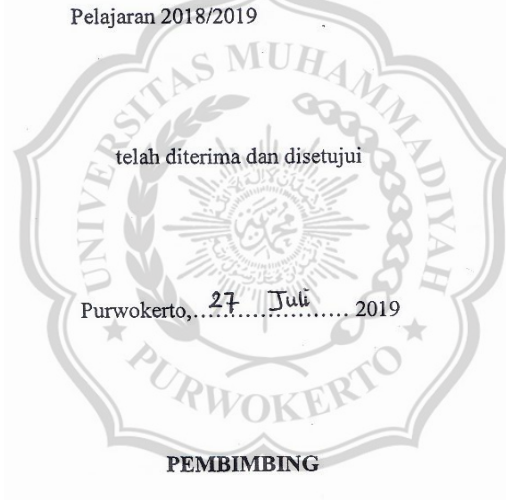 Pelajaran 2018/2019
UNIVERSITAS MUHAMMADIYAH
telah diterima dan disetujui
Purwokerto,..27..Juli.......... 2019
PURWOKERTO
PEMBIMBING